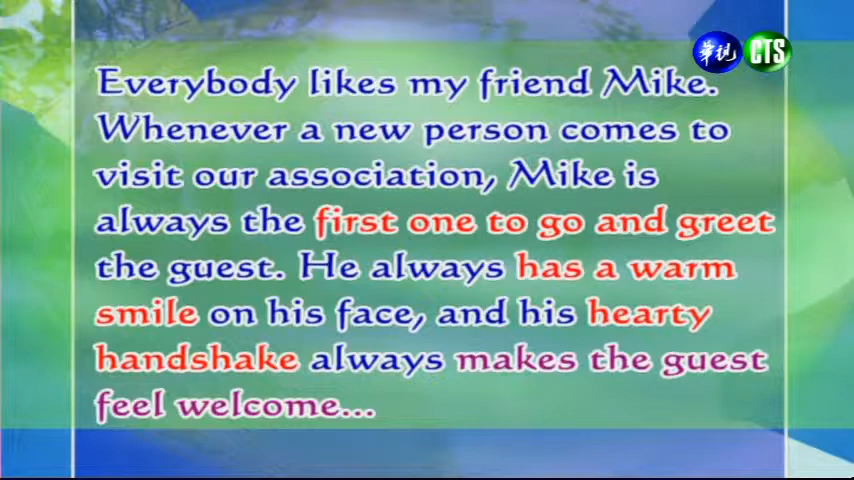 華視 CTS
Everybody likes my friend Mike.
Whenever a new person comes to
visit our association, Mike is
always the first one to go and greet
the guest. He always has a warm
smile on his face, and his hearty
handshake always makes the guest
feel welcome...